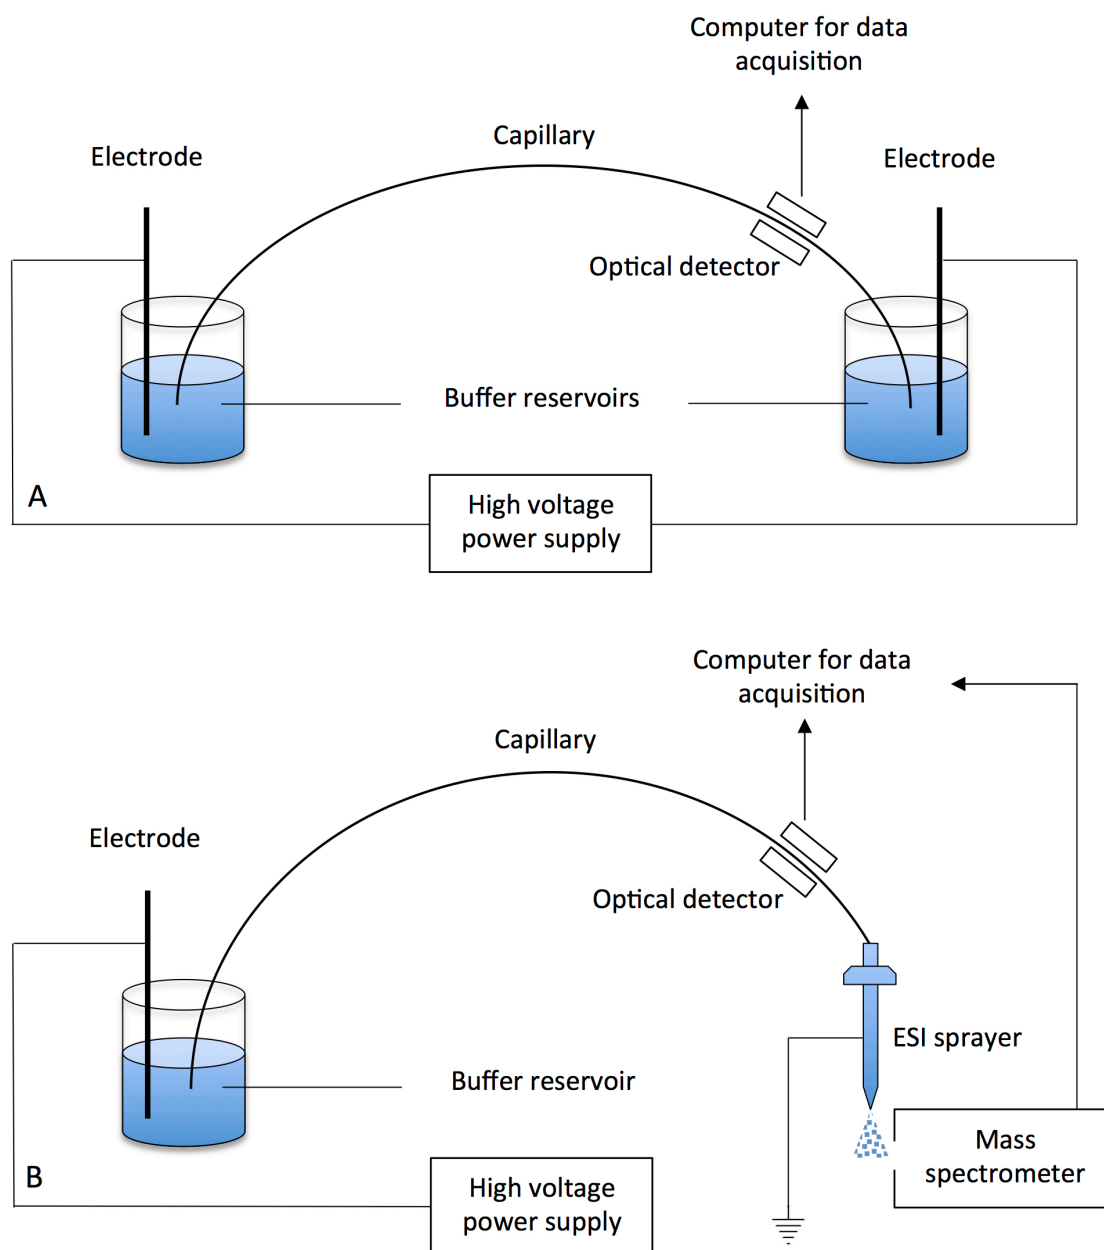 Computer for data
acquisition
Capillary
Electrode
Electrode
Optical detector
Buffer reservoirs
A
High voltage
power supply
Computer for data
acquisition
Capillary
Electrode
Optical detector
ESI sprayer
Buffer reservoir
Mass
spectrometer
B
High voltage
power supply